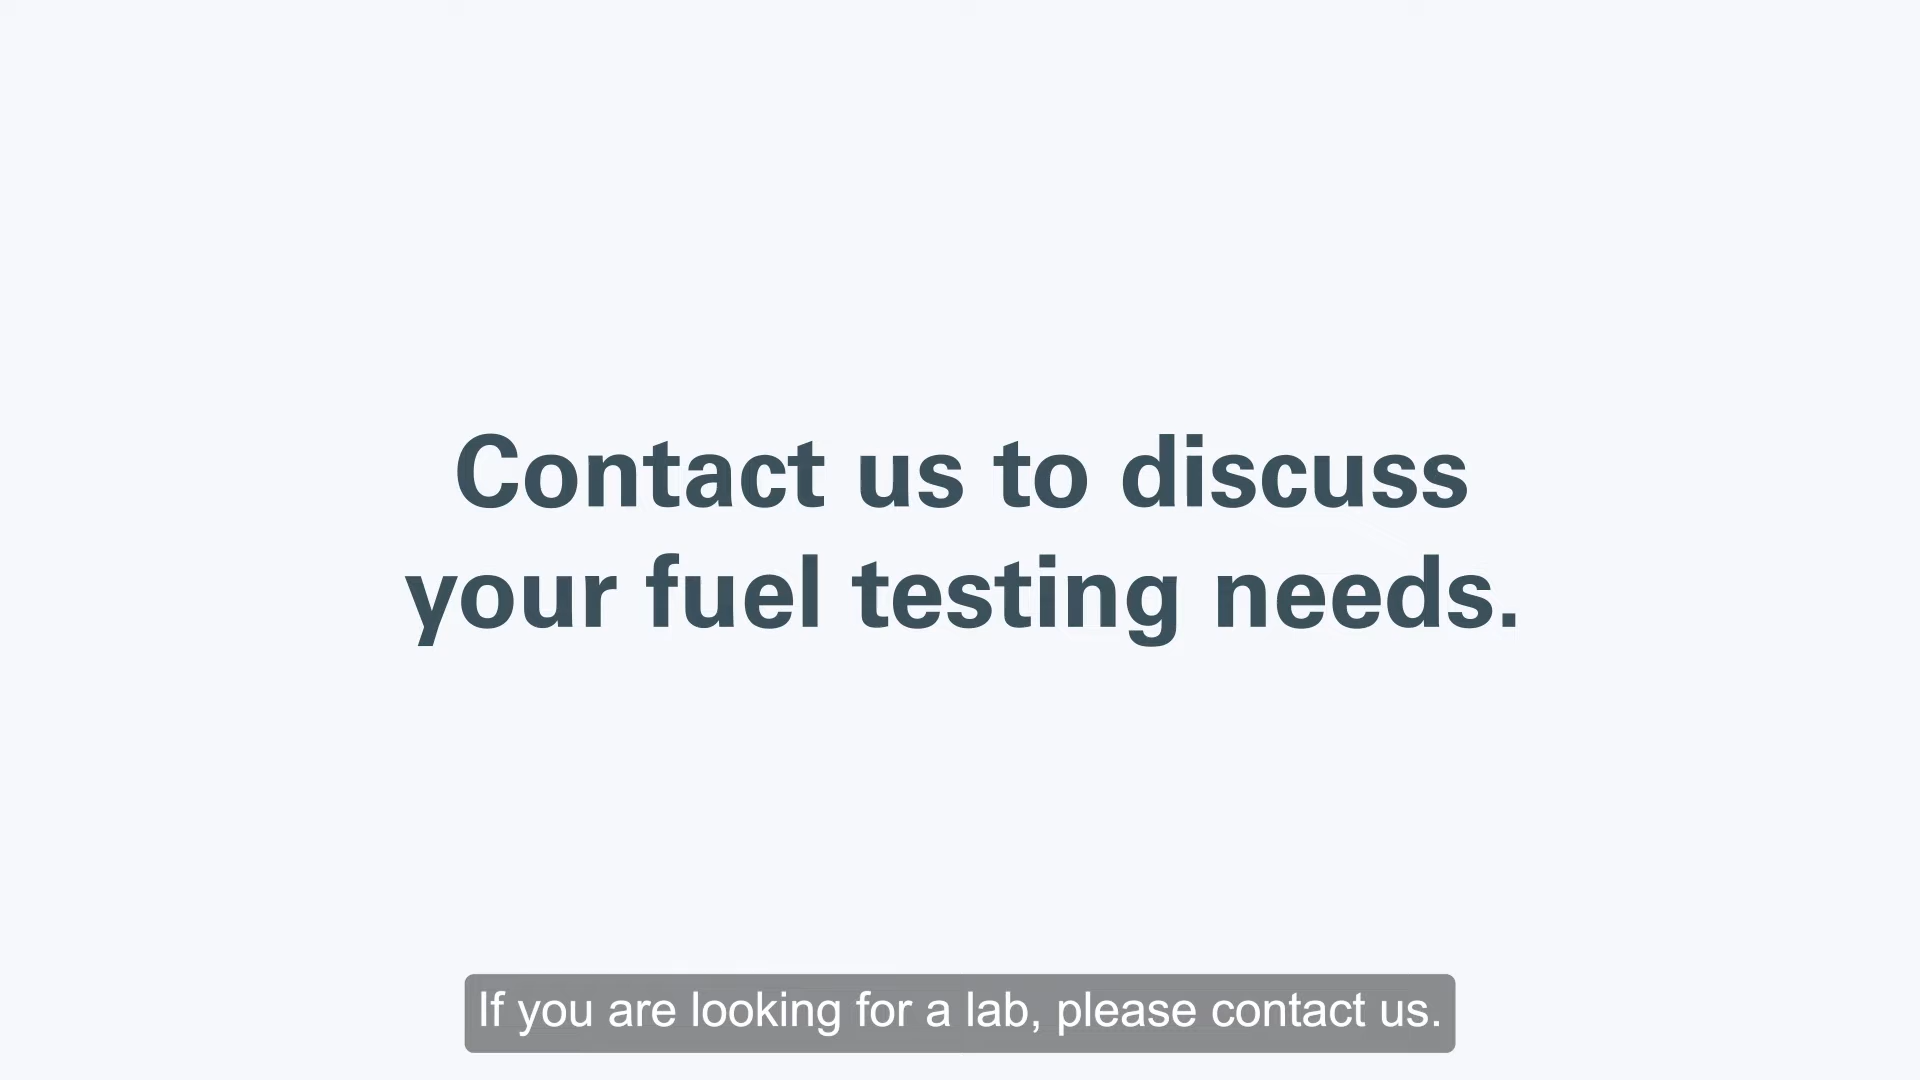 Contact us to discuss
your fuel testing needs.
If you are looking for a lab, please contact us.